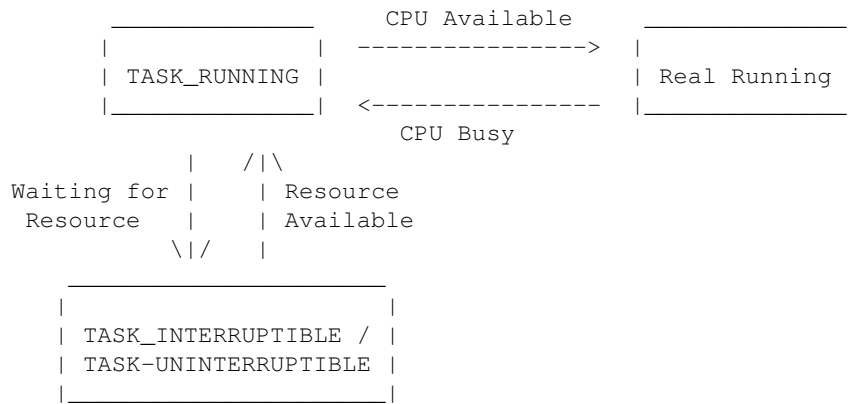 CPU Available
TASK_RUNNING
Real Running
CPU Busy
Waiting for
Resource
Resource
Available
TASK_INTERRUPTIBLE /
TASK-UNINTERRUPTIBLE